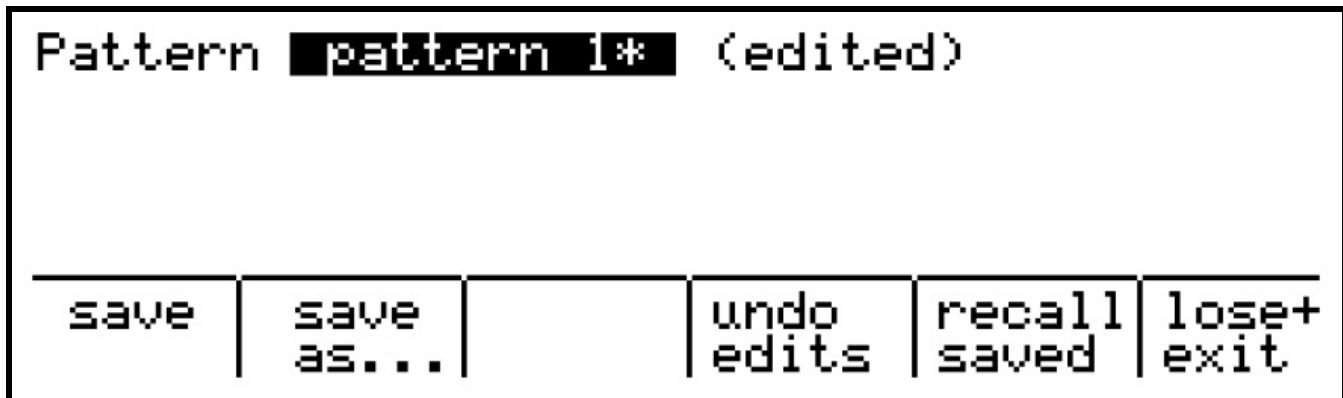 Pattern pattern 1* (edited)
save
save
as...
undo
edits
recall
saved
lose+
exit